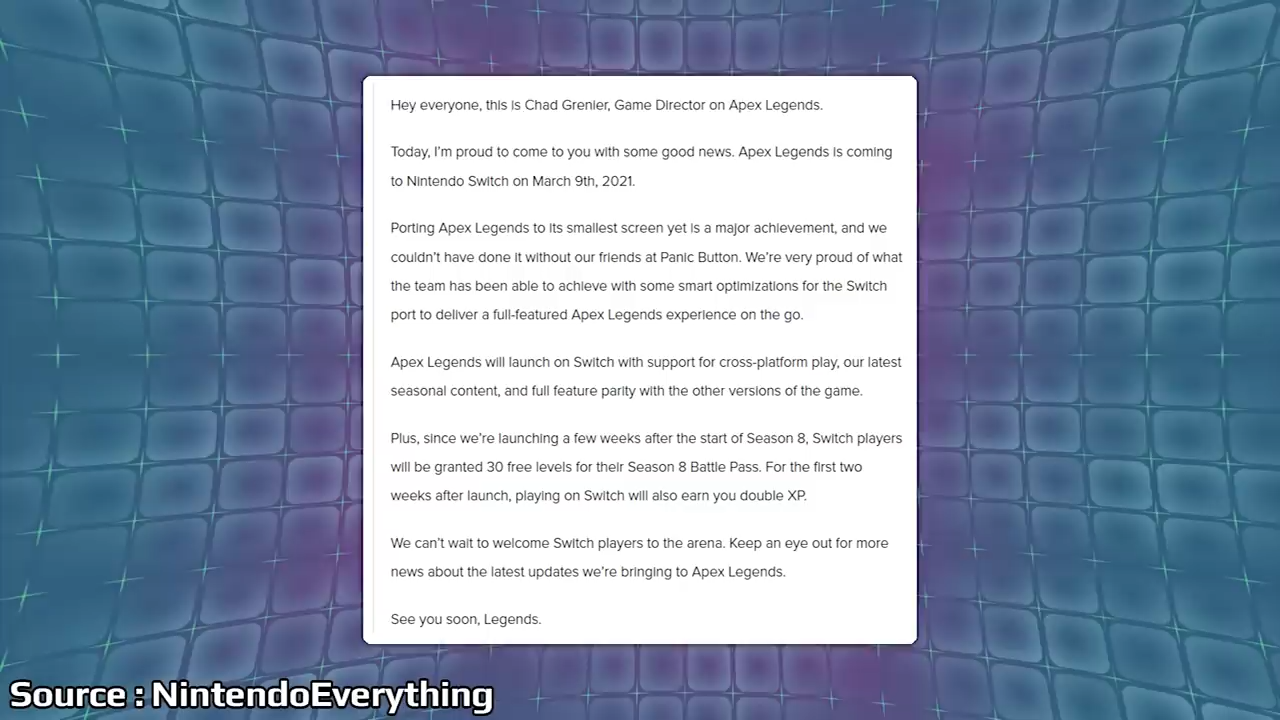 Hey everyone, this is Chad Grenier, Game Director on Apex Legends.
Today, I'm proud to come to you with some good news. Apex Legends is coming
to Nintendo Switch on March 9th, 2021.
Porting Apex Legends to its smallest screen yet is a major achievement, and we
couldn't have done it without our friends at Panic Button. We're very proud of what
the team has been able to achieve with some smart optimizations for the Switch
port to deliver a full-featured Apex Legends experience on the go.
Apex Legends will launch on Switch with support for cross-platform play, our latest
seasonal content, and full feature parity with the other versions of the game.
Plus, since we're launching a few weeks after the start of Season 8, Switch players
will be granted 30 free levels for their Season 8 Battle Pass. For the first two
weeks after launch, playing on Switch will also earn you double XP.
We can't wait to welcome Switch players to the arena. Keep an eye out for more
news about the latest updates we're bringing to Apex Legends.
See you soon, Legends.
Source : NintendoEverything